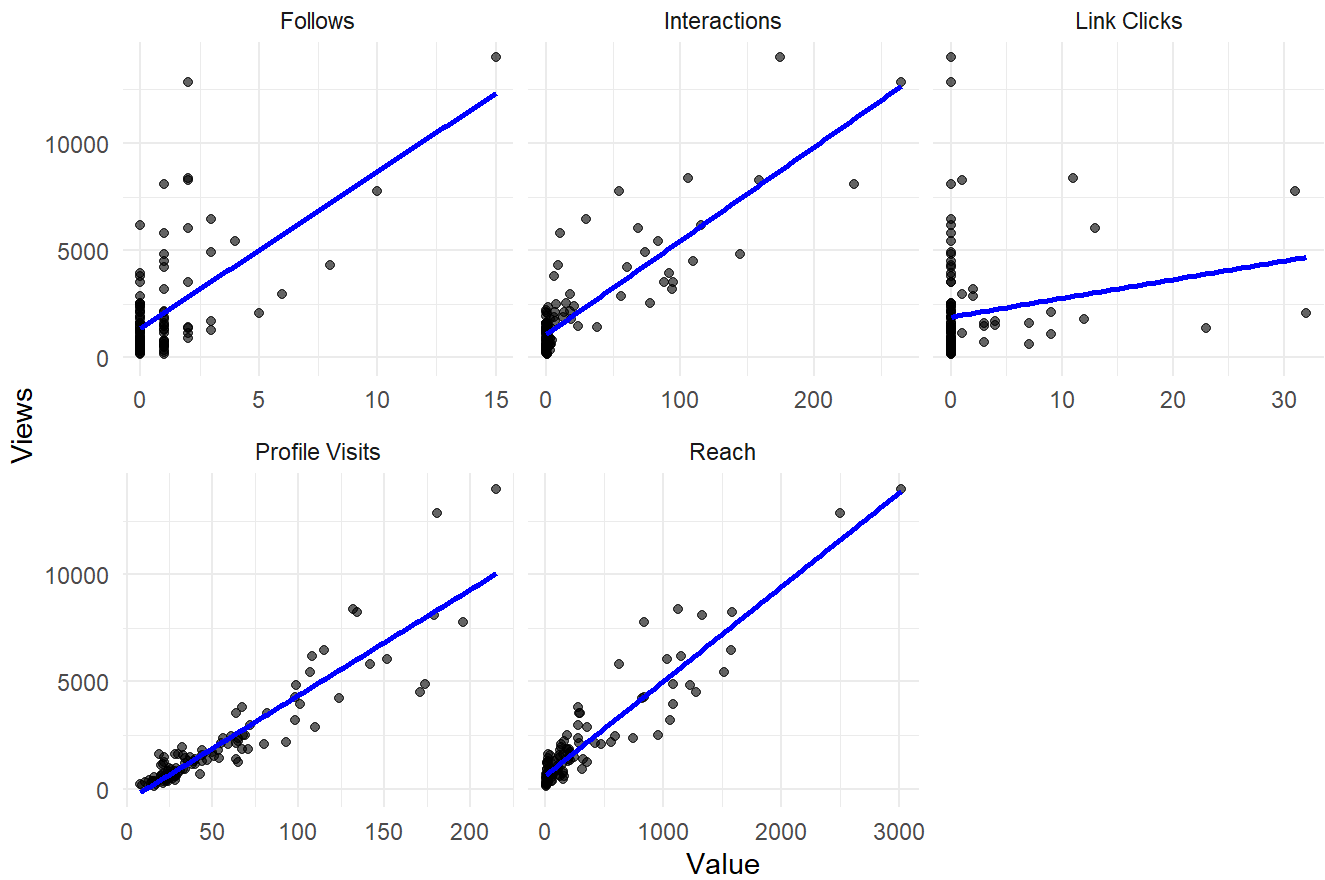 Follows Interactions Link Clicks
10000
5000
0
0 5 10 15 0 100 200 0 10 20 30
Views
Profile Visits Reach
10000
5000
0
0 50 100 150 200 0 1000 2000 3000
Value